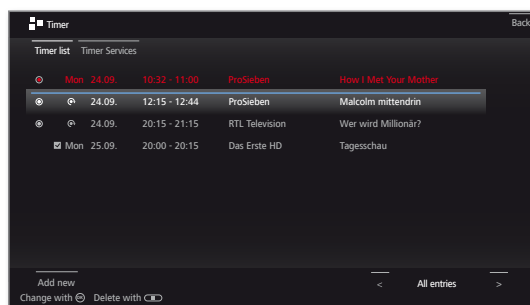 Timer
Back
Timer list Timer Services
Mon 24.09. 10:32 - 11:00 ProSieben How I Met Your Mother
24.09. 12:15 - 12:44 ProSieben Malcolm mittendrin
24.09. 20:15 - 21:15 RTL Television Wer wird Millionär?
Mon 25.09. 20:00 - 20:15 Das Erste HD Tagesschau
Add new < All entries >
Change with OK Delete with